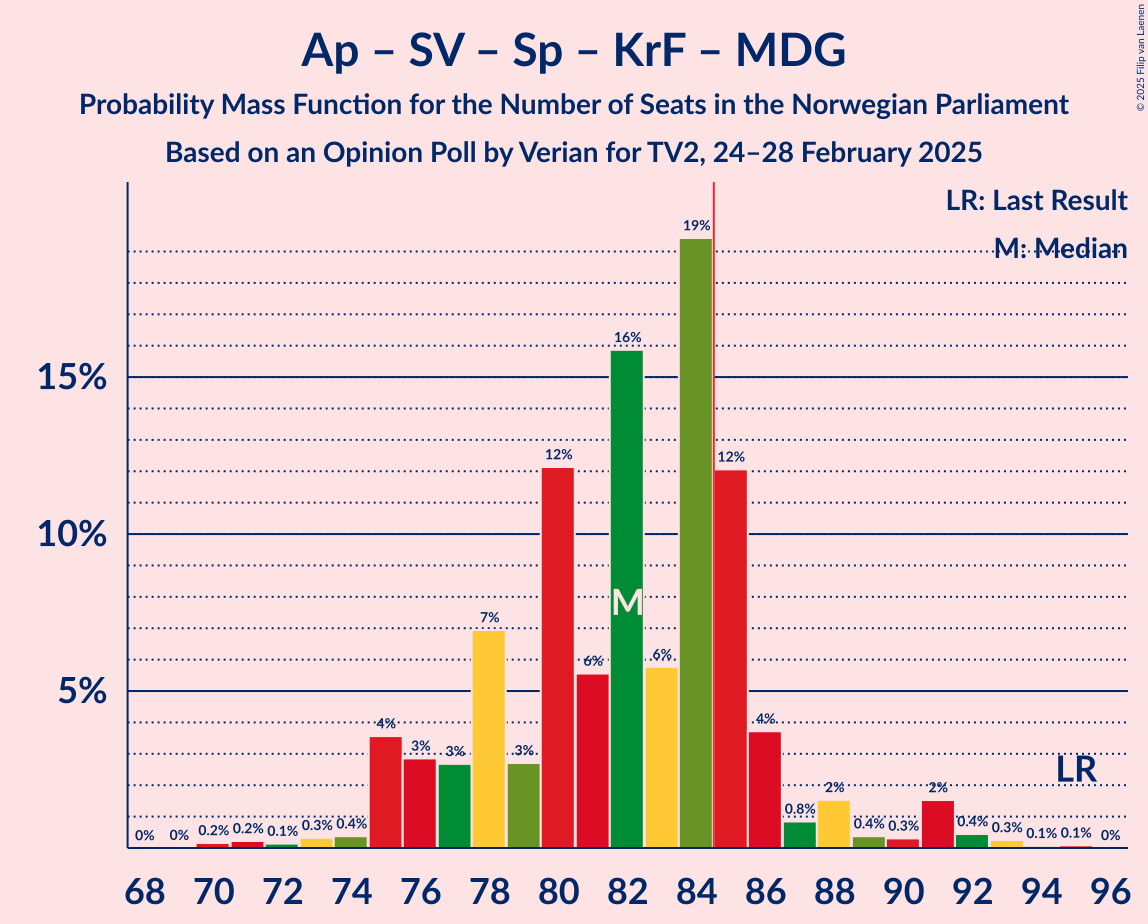 Ap – SV – Sp – KrF – MDG
Probability Mass Function for the Number of Seats in the Norwegian Parliament
Based on an Opinion Poll by Verian for TV2, 24–28 February 2025
© 2025 Filip van Laenen
LR: Last Result
M: Median
15%
10%
5%
0% 0% 0.2% 0.2% 0.1% 0.3% 0.4% 4% 3% 3% 7% 3% 12% 6% 16% 6% 19% 12% 4% 0.8% 2% 0.4% 0.3% 2% 0.4% 0.3% 0.1% 0.1% 0%
M
LR
68 70 72 74 76 78 80 82 84 86 88 90 92 94 96